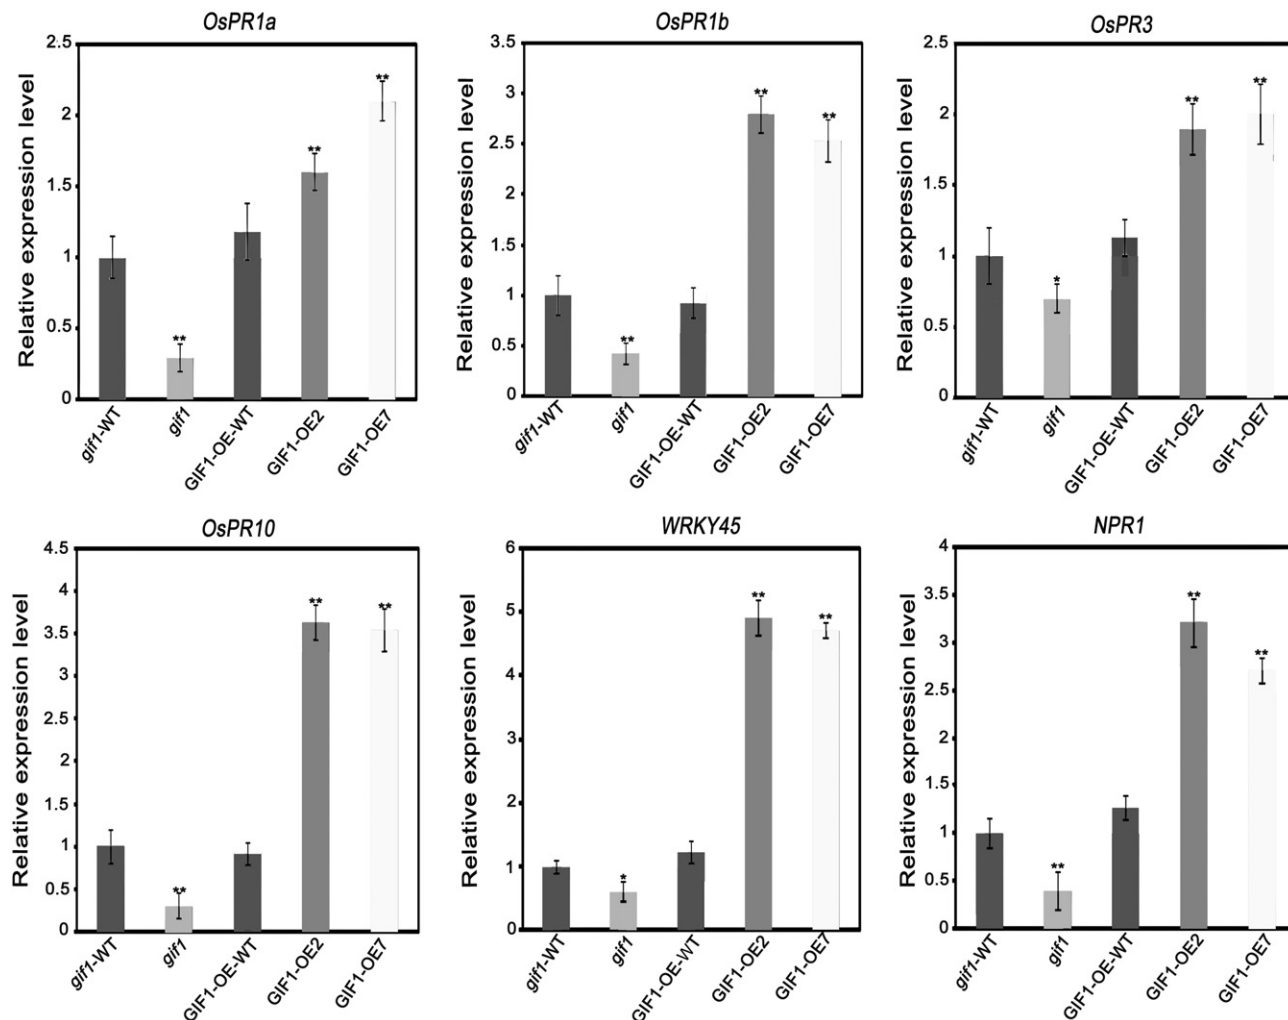 OsPR1a
Relative expression level
2.5
2
1.5
1
0.5
0
**
**
**
gif1-WT
gif1
GIF1-OE-WT
GIF1-OE2
GIF1-OE7
OsPR1b
Relative expression level
3.5
3
2.5
2
1.5
1
0.5
0
**
**
**
gif1-WT
gif1
GIF1-OE-WT
GIF1-OE2
GIF1-OE7
OsPR3
Relative expression level
2.5
2
1.5
1
0.5
0
*
**
**
gif1-WT
gif1
GIF1-OE-WT
GIF1-OE2
GIF1-OE7
OsPR10
Relative expression level
4.5
4
3.5
3
2.5
2
1.5
1
0.5
0
**
**
**
gif1-WT
gif1
GIF1-OE-WT
GIF1-OE2
GIF1-OE7
WRKY45
Relative expression level
6
5
4
3
2
1
0
*
**
**
gif1-WT
gif1
GIF1-OE-WT
GIF1-OE2
GIF1-OE7
NPR1
Relative expression level
4
3.5
3
2.5
2
1.5
1
0.5
0
**
**
**
gif1-WT
gif1
GIF1-OE-WT
GIF1-OE2
GIF1-OE7